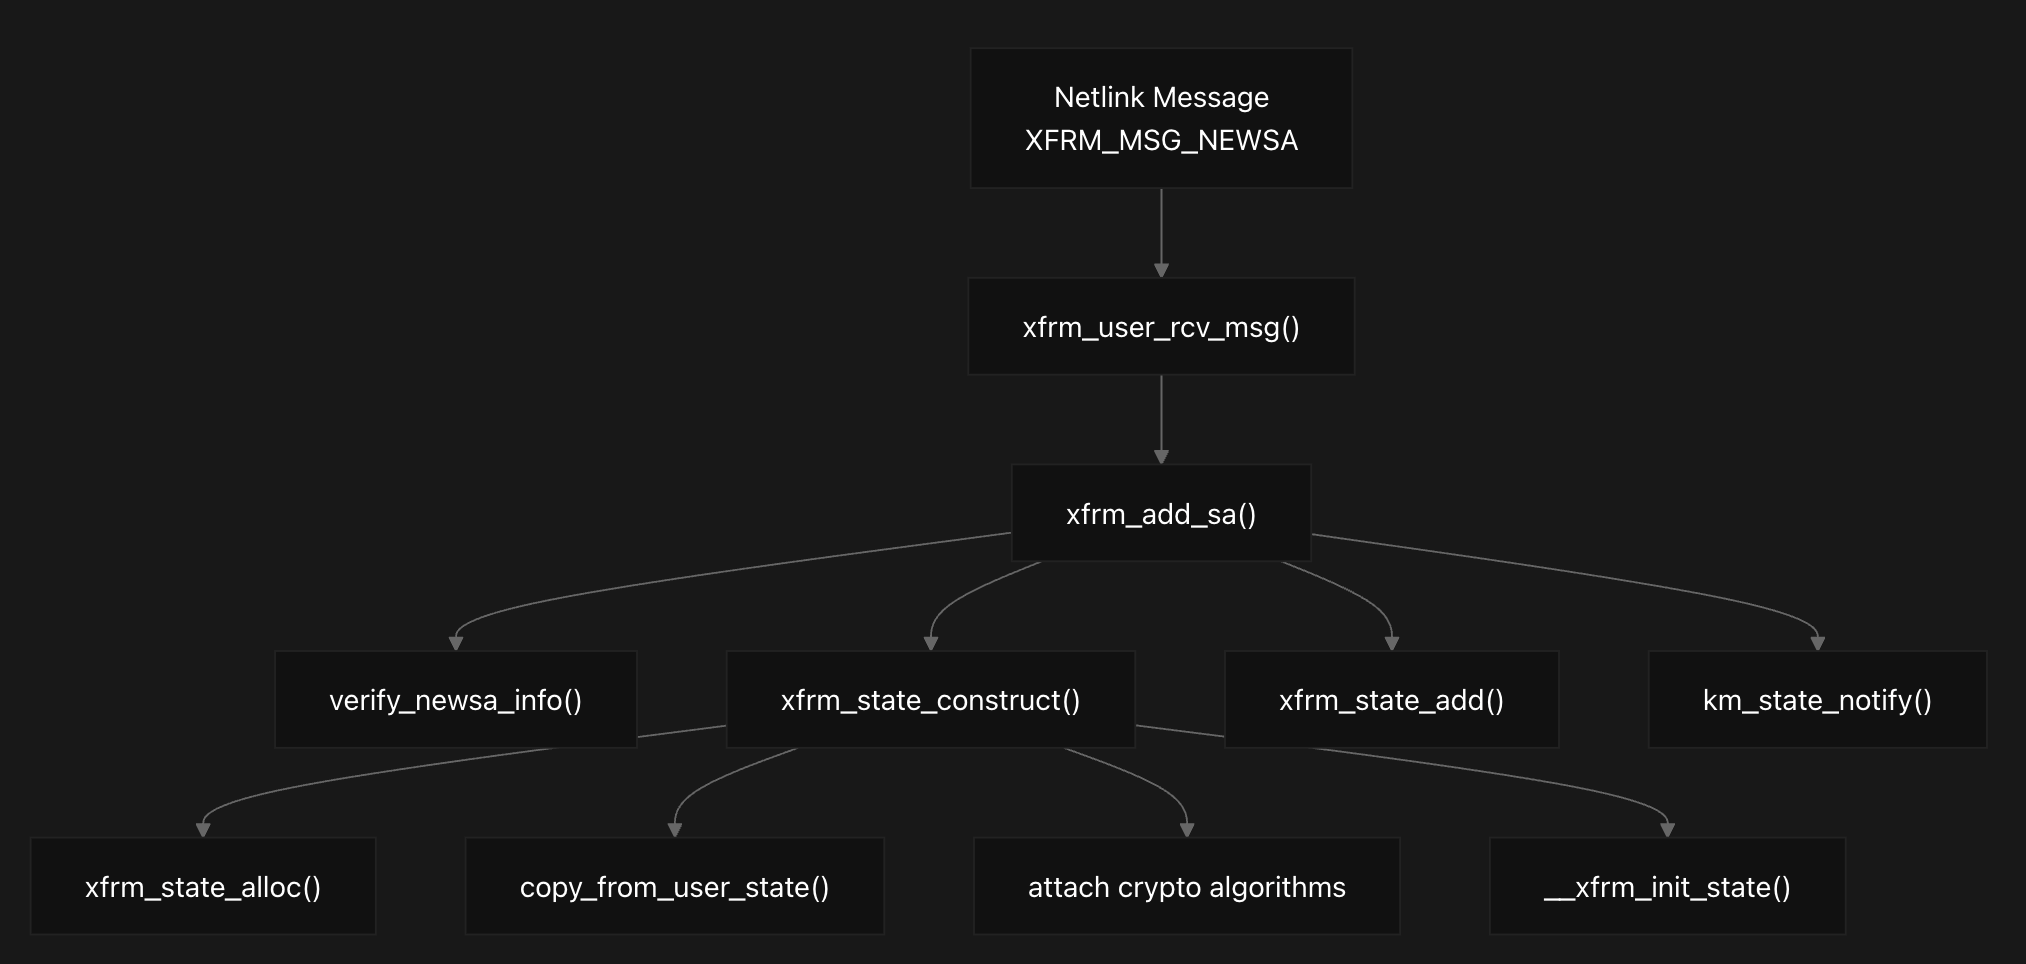 Netlink Message
XFRM_MSG_NEWSA
xfrm_user_rcv_msg()
xfrm_add_sa()
verify_newsa_info()
xfrm_state_construct()
xfrm_state_add()
km_state_notify()
xfrm_state_alloc()
copy_from_user_state()
attach crypto algorithms
__xfrm_init_state()